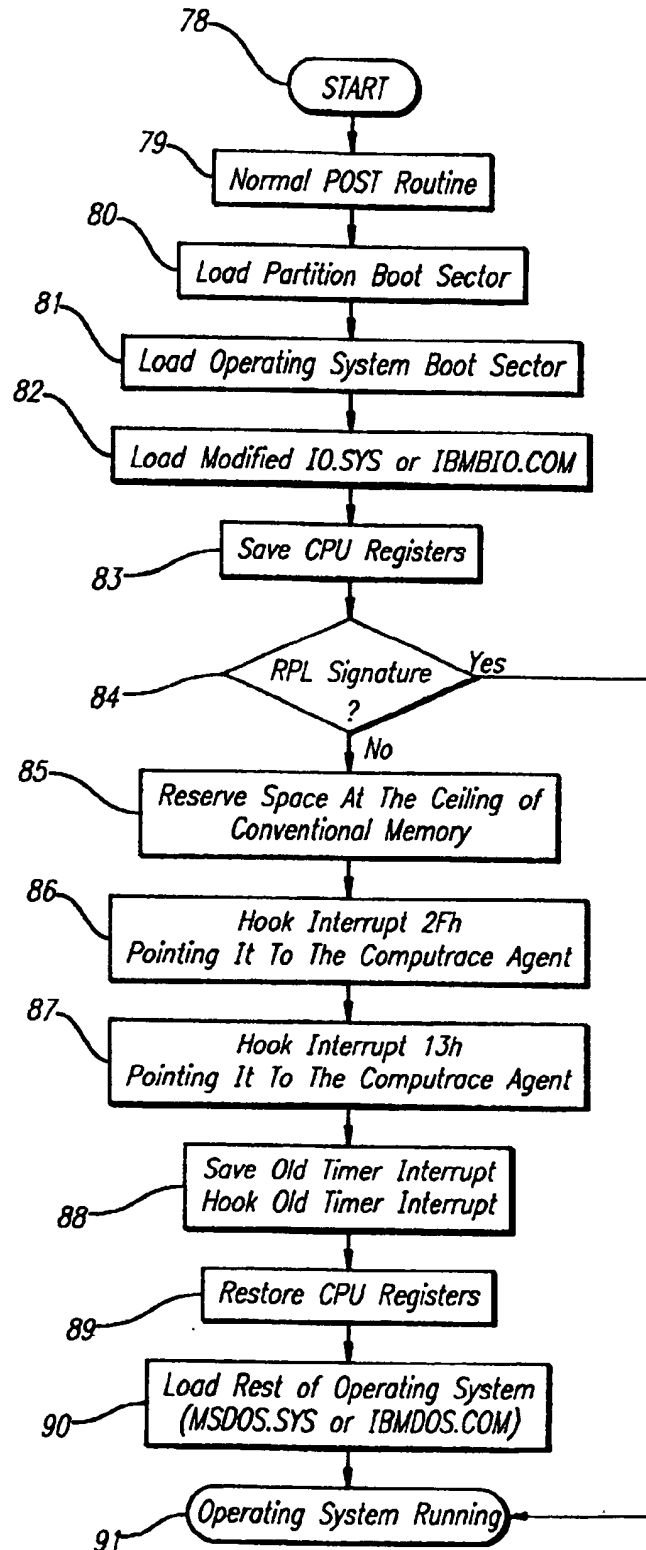 78
START
79
Normal POST Routine
80
Load Partition Boot Sector
81
Load Operating System Boot Sector
82
Load Modified IO.SYS or IBMBIO.COM
Save CPU Registers
83
RPL Signature
?
Yes
84
No
85
Reserve Space At The Ceiling of
Conventional Memory
86
Hook Interrupt 2Fh
Pointing It To The Computrace Agent
87
Hook Interrupt 13h
Pointing It To The Computrace Agent
Save Old Timer Interrupt
Hook Old Timer Interrupt
88
Restore CPU Registers
89
Load Rest of Operating System
(MSDOS.SYS or IBMDOS.COM)
90
Operating System Running
91